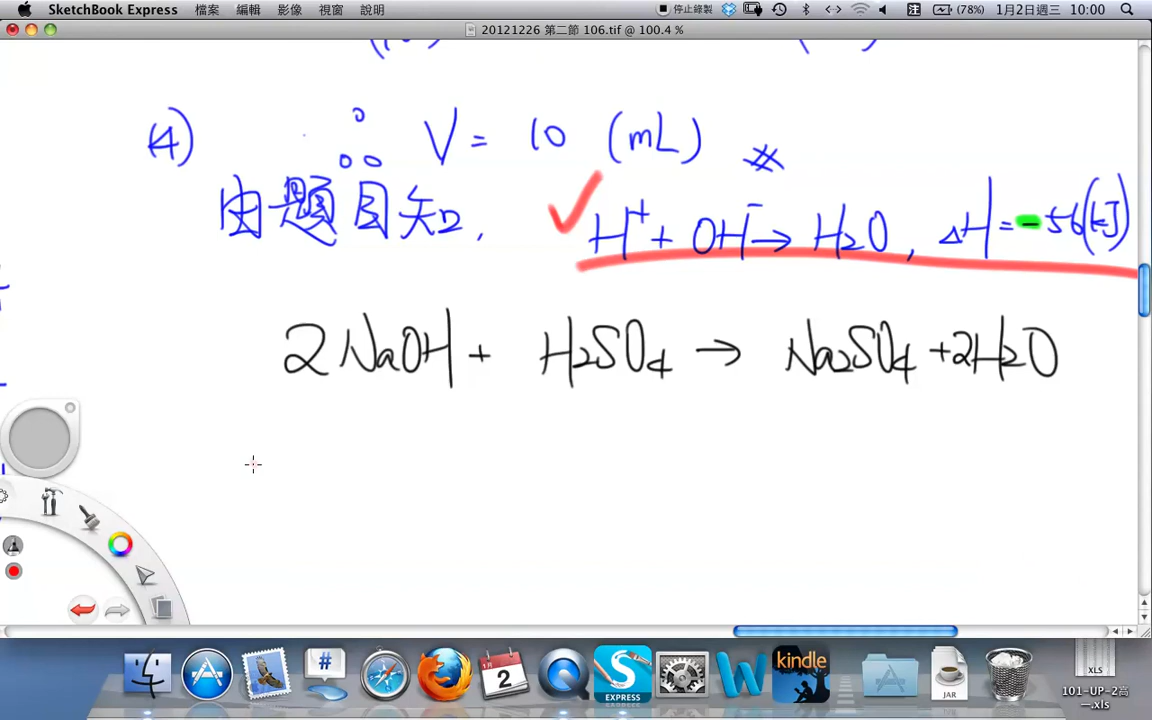 SketchBook Express 檔案 編輯 影像 視窗 說明 停止錄製 (78%) 1月2日週三 10:00
20121226 第二節 106.tif @ 100.4 %
(4) ∴ V = 10 (mL) #
由題目知, H⁺ + OH⁻ → H₂O, ΔH = -56(kJ)
2NaOH + H₂SO₄ → Na₂SO₄ + 2H₂O
#
2
S
EXPRESS
W
kindle
JAR
XLS
101-UP-2高
一.xls